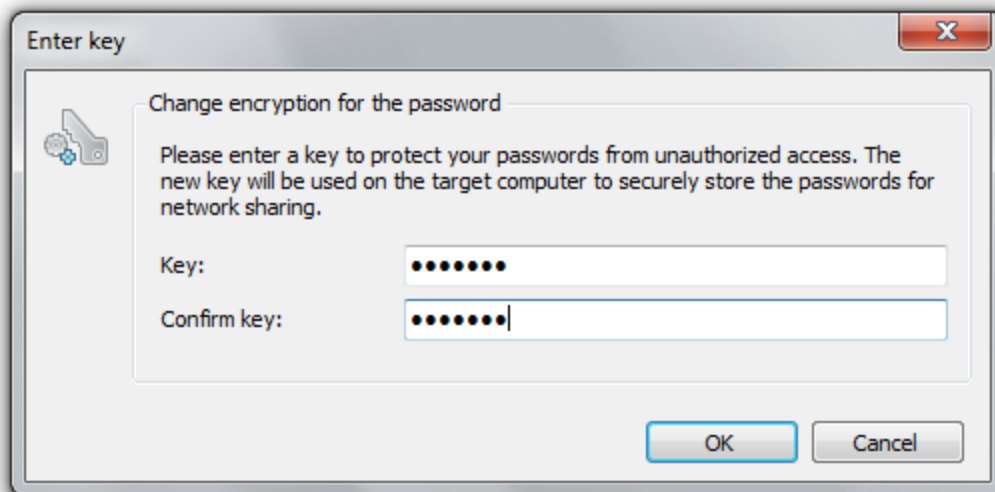 Enter key
Change encryption for the password
Please enter a key to protect your passwords from unauthorized access. The
new key will be used on the target computer to securely store the passwords for
network sharing.
Key: •••••••
Confirm key: •••••••
OK Cancel